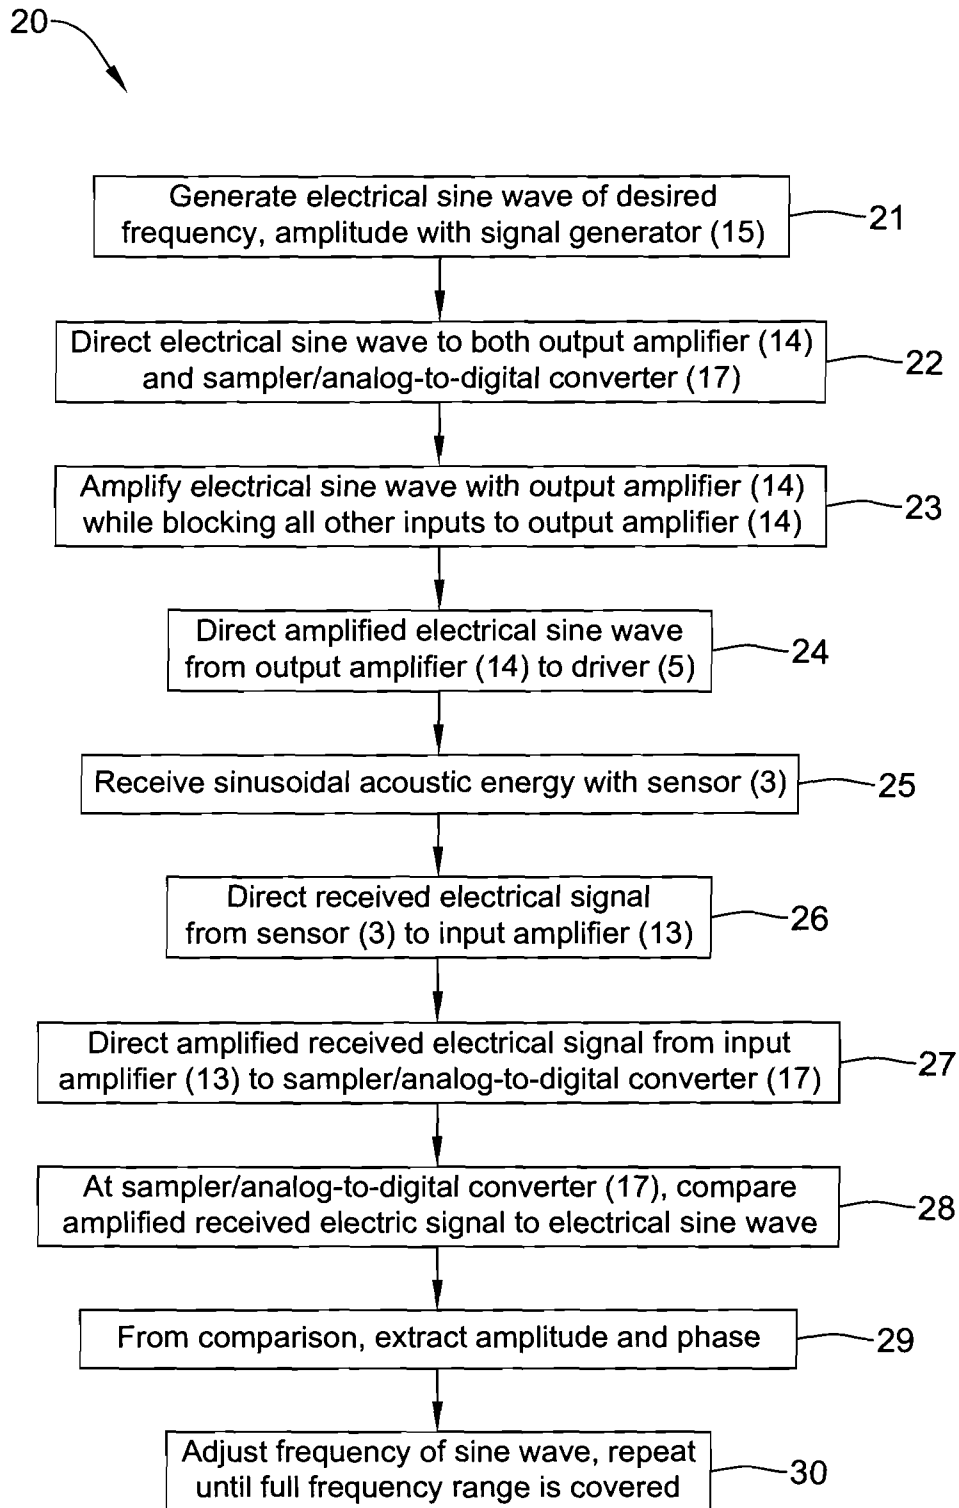 20
Generate electrical sine wave of desired
frequency, amplitude with signal generator (15)
21
Direct electrical sine wave to both output amplifier (14)
and sampler/analog-to-digital converter (17)
22
Amplify electrical sine wave with output amplifier (14)
while blocking all other inputs to output amplifier (14)
23
Direct amplified electrical sine wave
from output amplifier (14) to driver (5)
24
Receive sinusoidal acoustic energy with sensor (3)
25
Direct received electrical signal
from sensor (3) to input amplifier (13)
26
Direct amplified received electrical signal from input
amplifier (13) to sampler/analog-to-digital converter (17)
27
At sampler/analog-to-digital converter (17), compare
amplified received electric signal to electrical sine wave
28
From comparison, extract amplitude and phase
29
Adjust frequency of sine wave, repeat
until full frequency range is covered
30